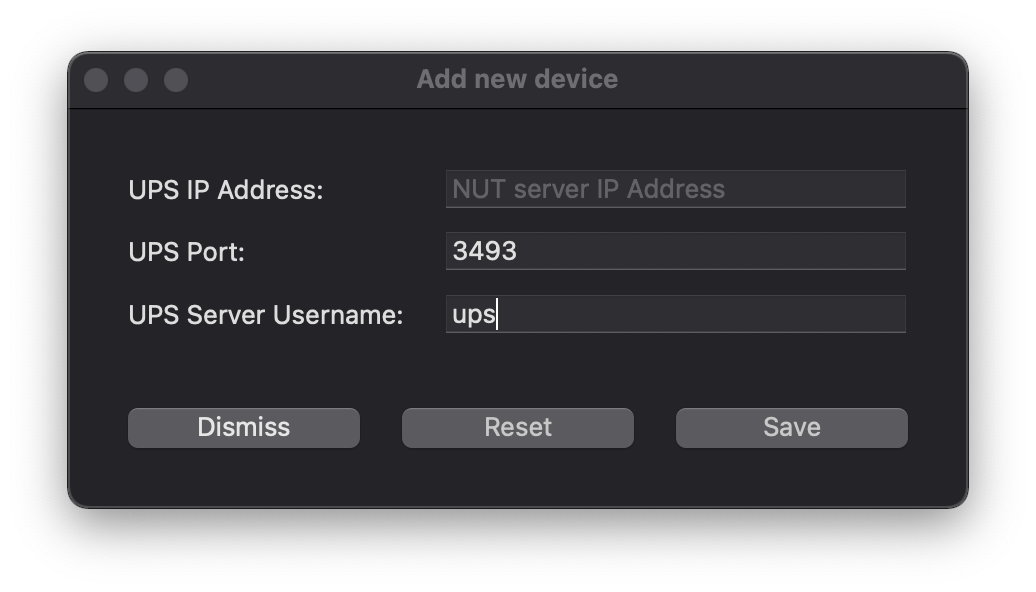 Add new device
UPS IP Address: NUT server IP Address
UPS Port: 3493
UPS Server Username: ups
Dismiss Reset Save